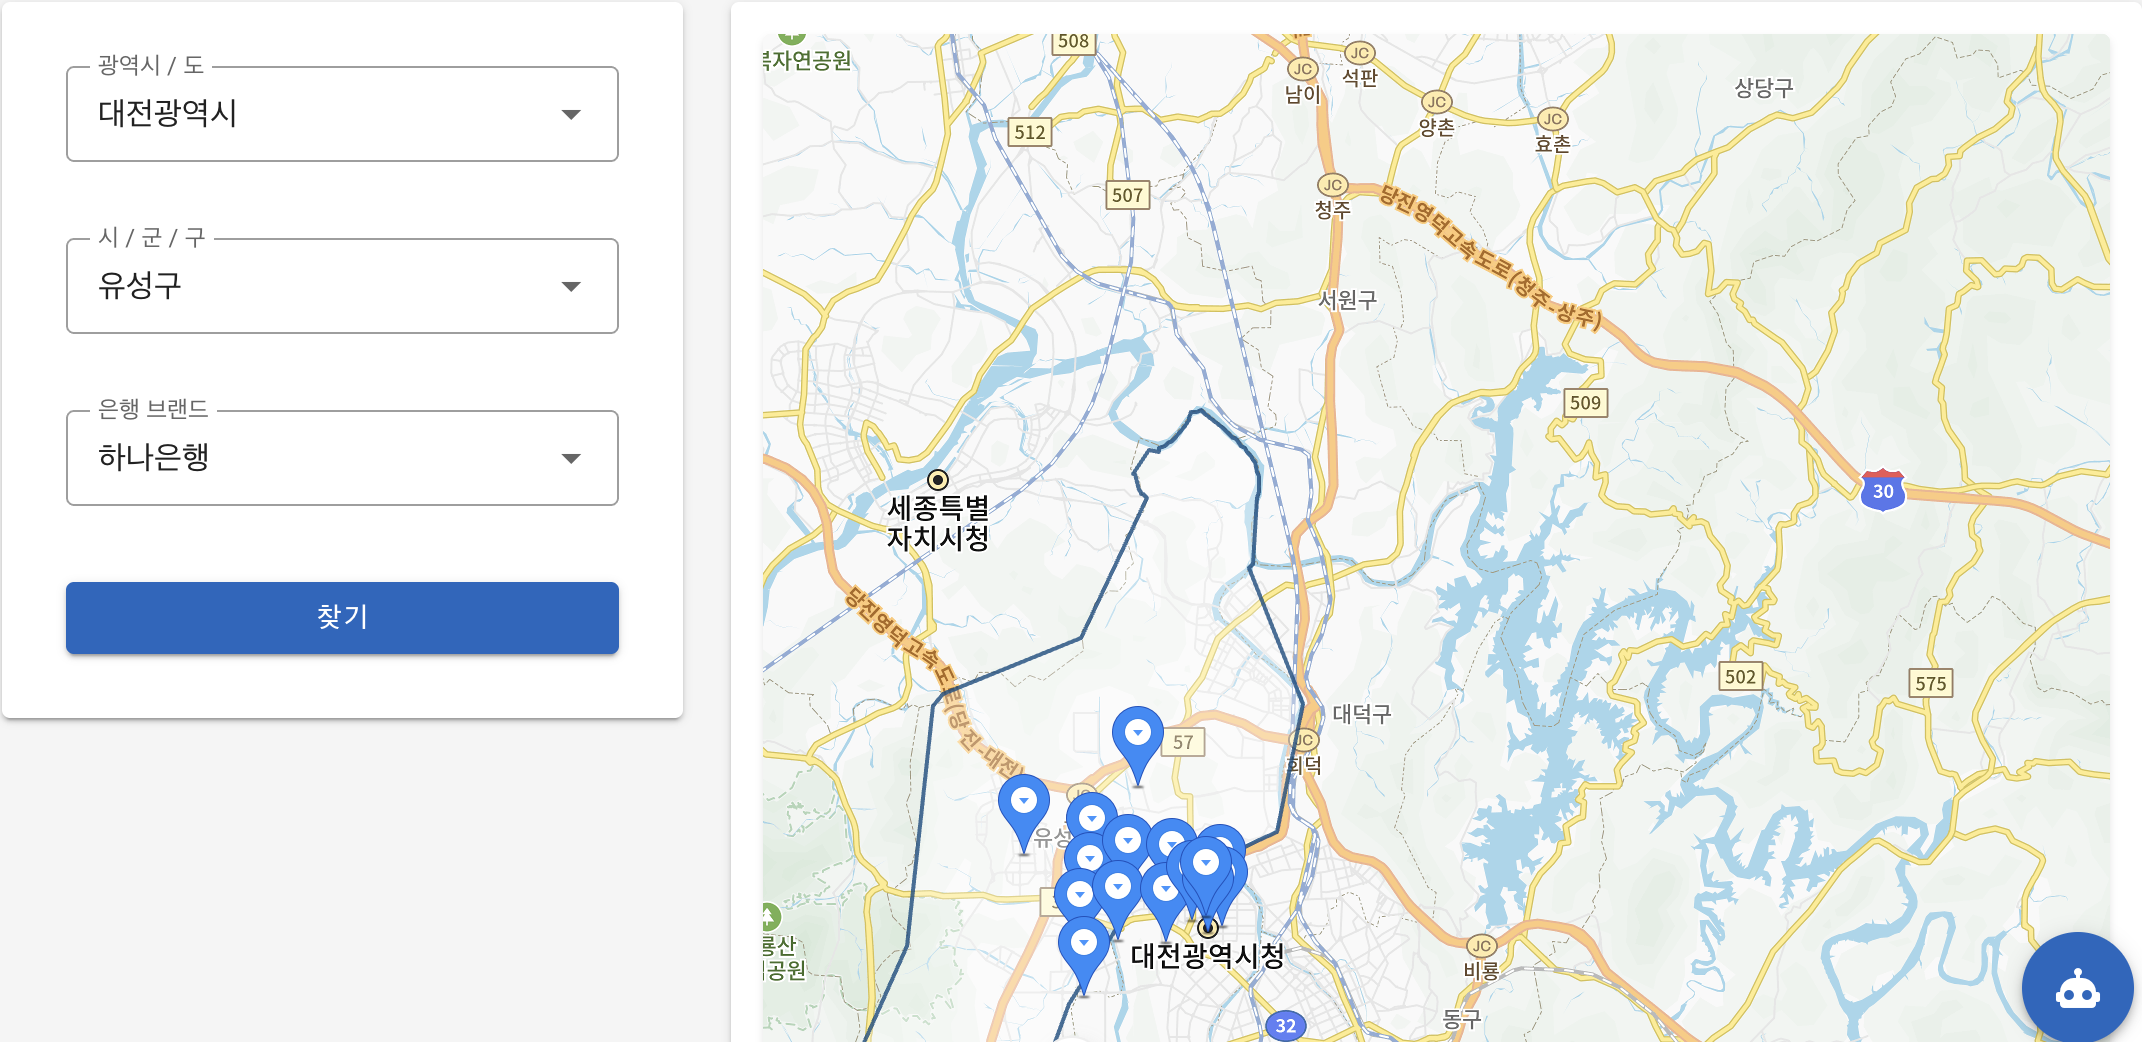 광역시 / 도
대전광역시
시 / 군 / 구
유성구
은행 브랜드
하나은행
찾기
508
자연공원
JC
남이
JC
석판
JC
양촌
JC
효촌
상당구
512
507
JC
청주
당진영덕고속도로(청주-상주)
서원구
509
30
세종특별
자치시청
당진영덕고속도로(당진-대전)
502
575
대덕구
57
JC
회덕
JC
유성
대전광역시청
룡산
공원
JC
비룡
동구
32